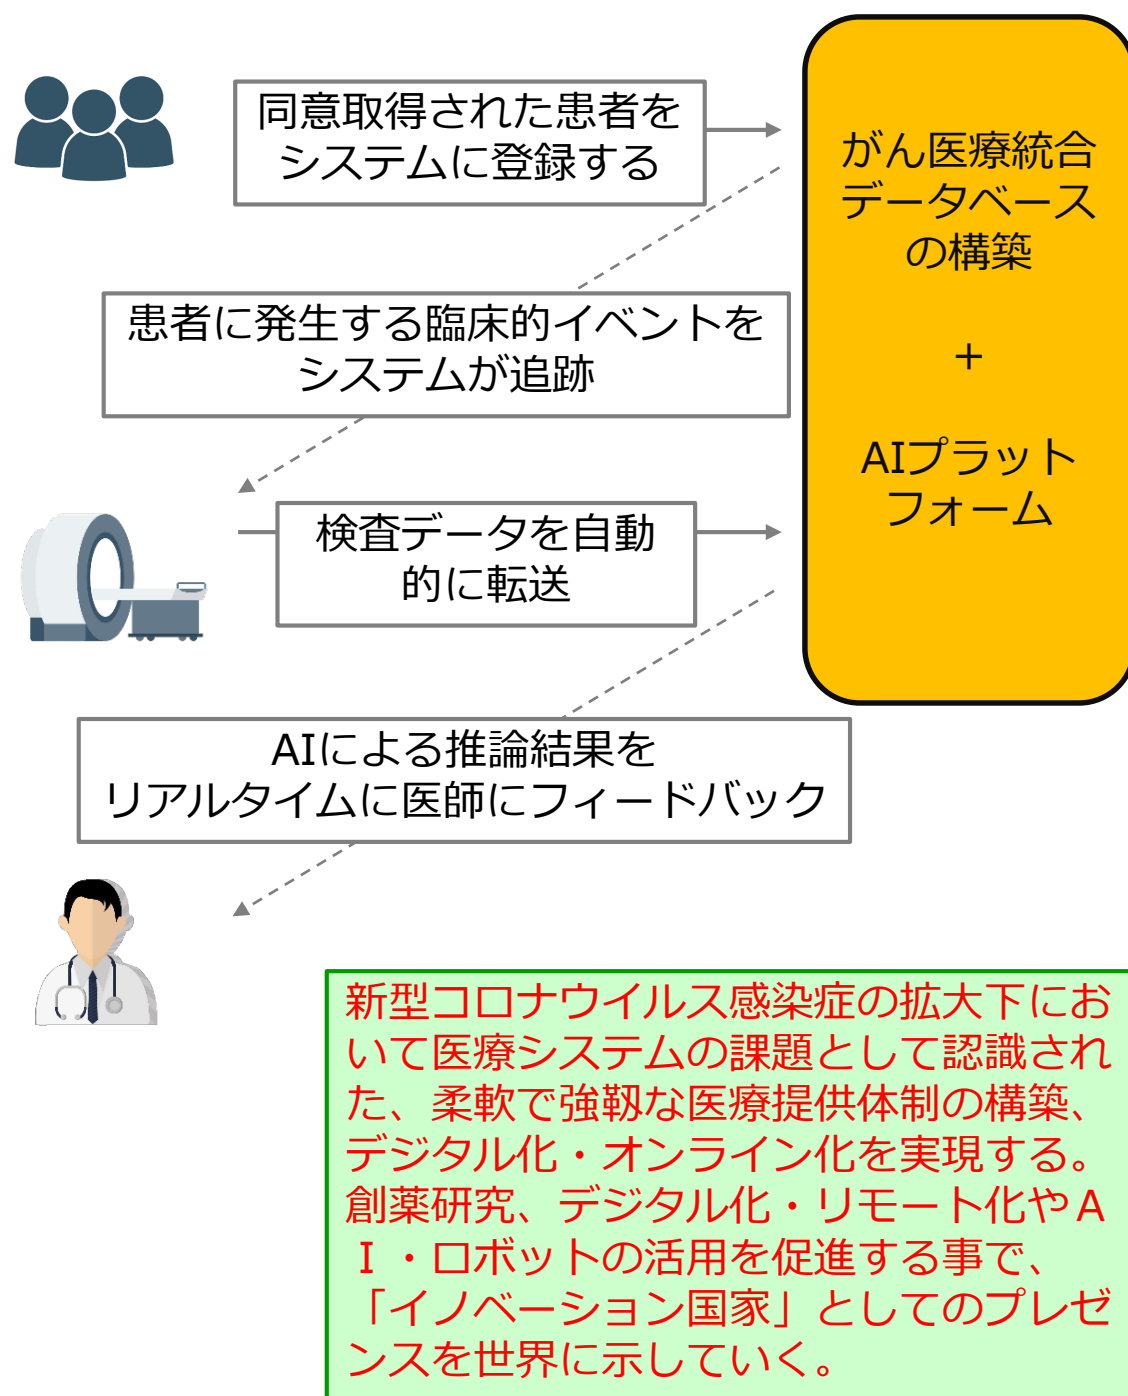 同意取得された患者を
システムに登録する
がん医療統合
データベース
の構築
+
AIプラット
フォーム
患者に発生する臨床的イベントを
システムが追跡
検査データを自動
的に転送
AIによる推論結果を
リアルタイムに医師にフィードバック
新型コロナウイルス感染症の拡大下にお
いて医療システムの課題として認識され
た、柔軟で強靱な医療提供体制の構築、
デジタル化・オンライン化を実現する。
創薬研究、デジタル化・リモート化やＡ
Ｉ・ロボットの活用を促進する事で、
「イノベーション国家」としてのプレゼ
ンスを世界に示していく。